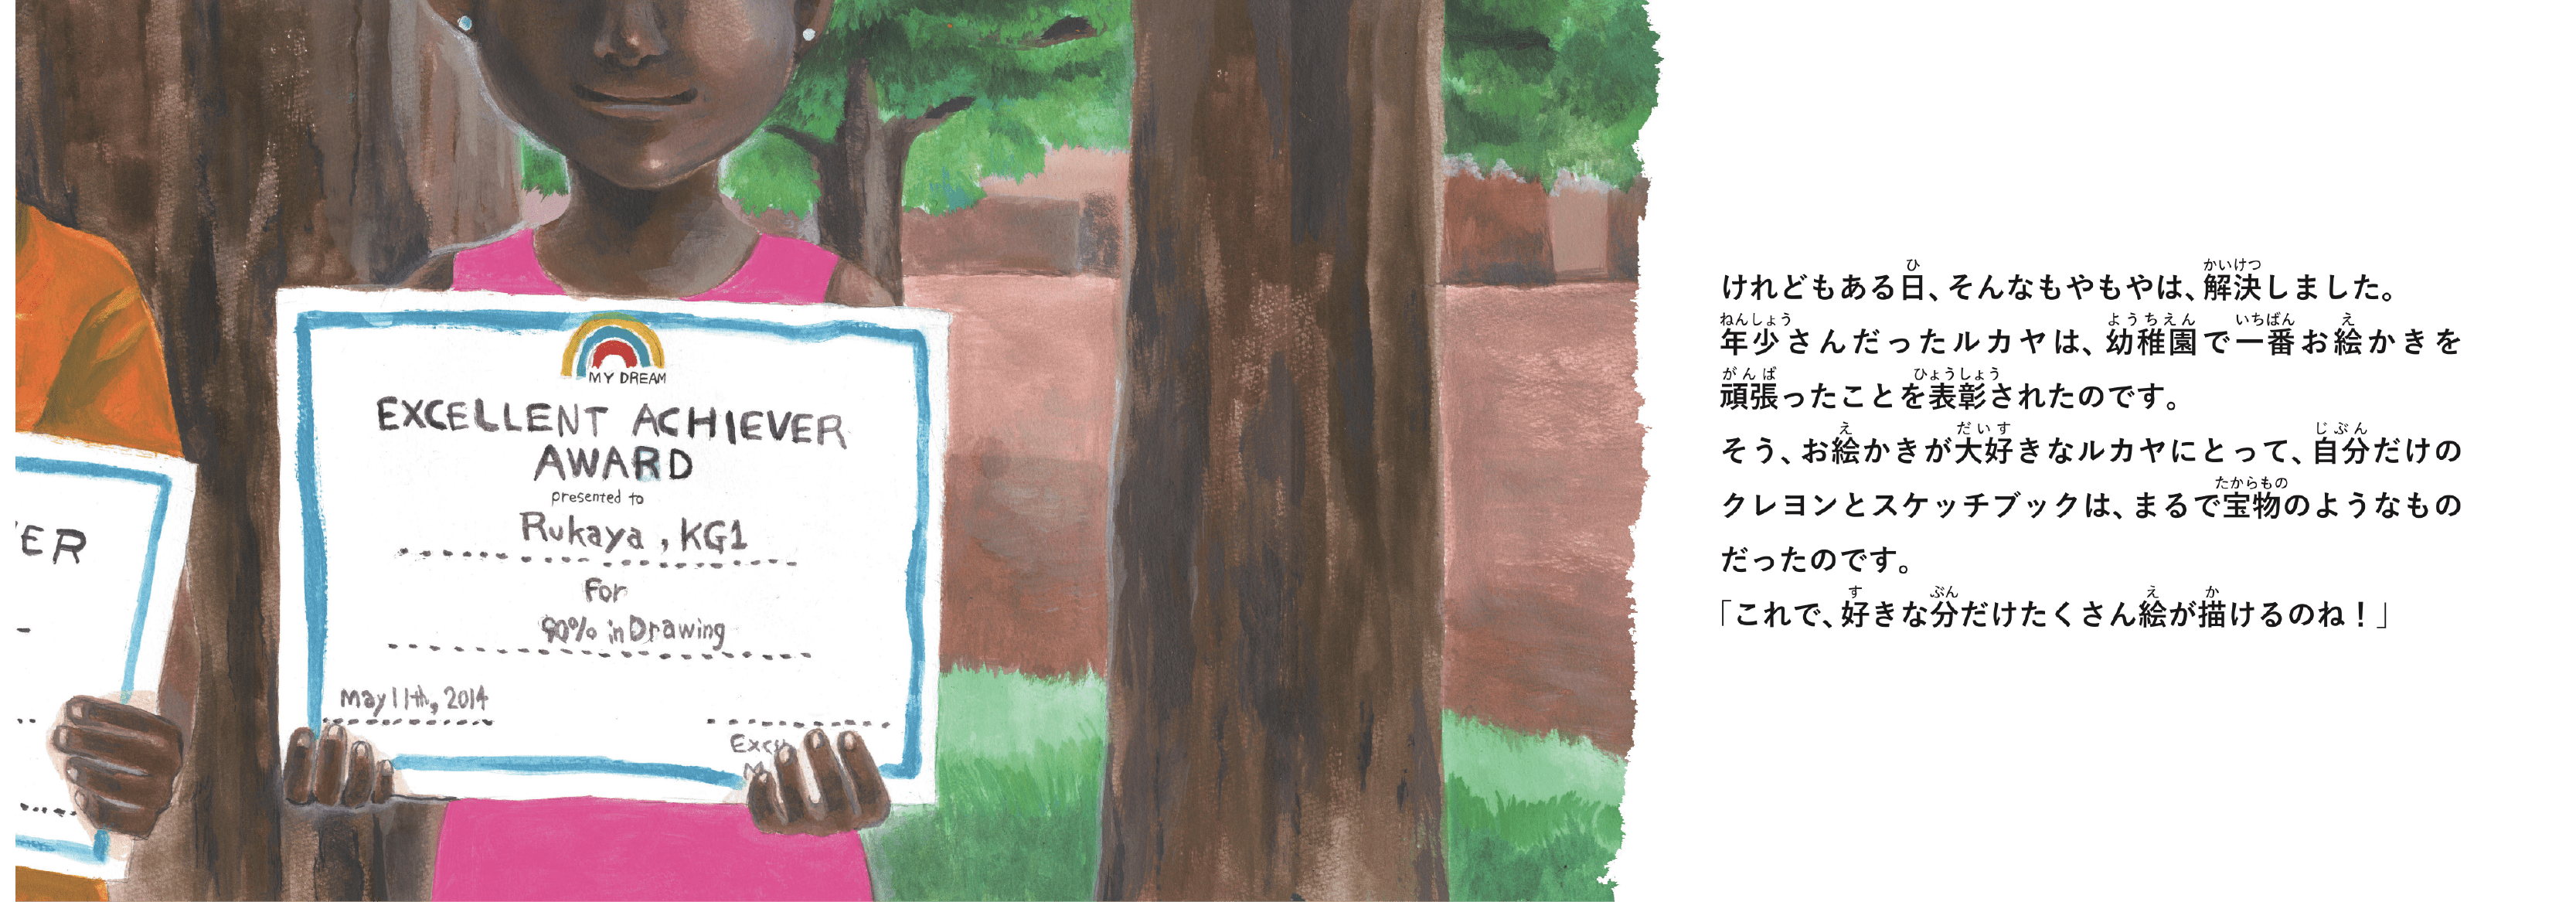 ER
MY DREAM
EXCELLENT ACHIEVER
AWARD
presented to
Rukaya, KG1
For
90% in Drawing
May 11th, 2014
けれどもある日、そんなもやもやは、解決しました。
年少さんだったルカヤは、幼稚園で一番お絵かきを
頑張ったことを表彰されたのです。
そう、お絵かきが大好きなルカヤにとって、自分だけの
クレヨンとスケッチブックは、まるで宝物のようなもの
だったのです。
「これで、好きな分だけたくさん絵が描けるのね！」